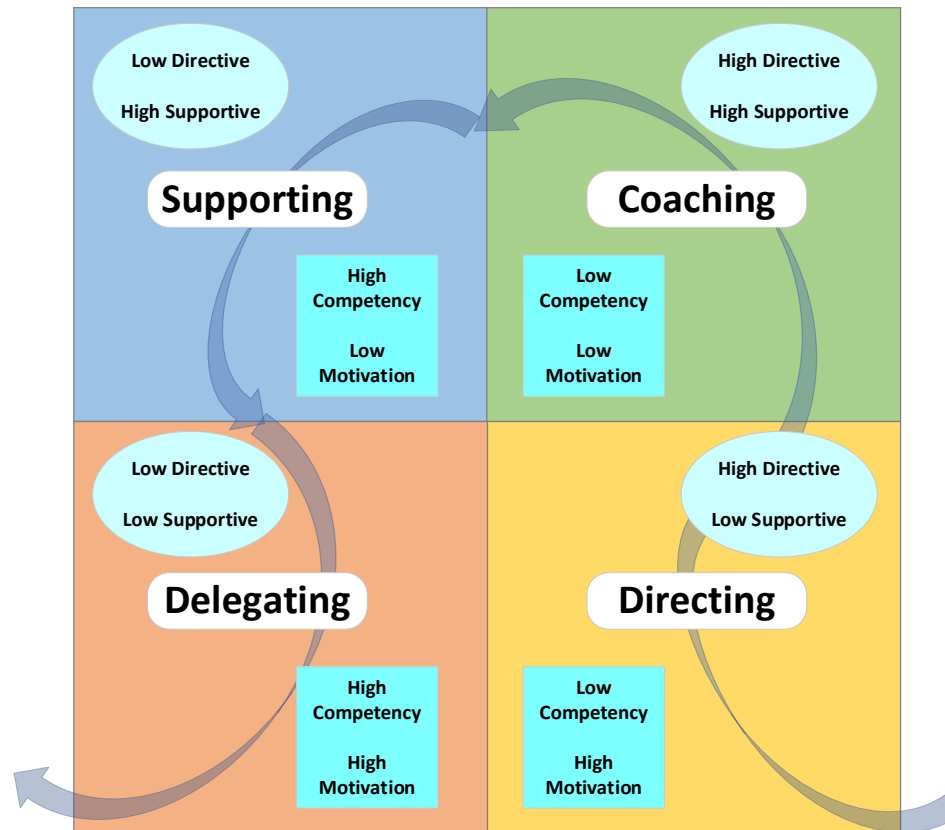 Low Directive
High Supportive
Supporting
High
Competency
Low
Motivation
High Directive
High Supportive
Coaching
Low
Competency
Low
Motivation
Low Directive
Low Supportive
Delegating
High
Competency
High
Motivation
High Directive
Low Supportive
Directing
Low
Competency
High
Motivation